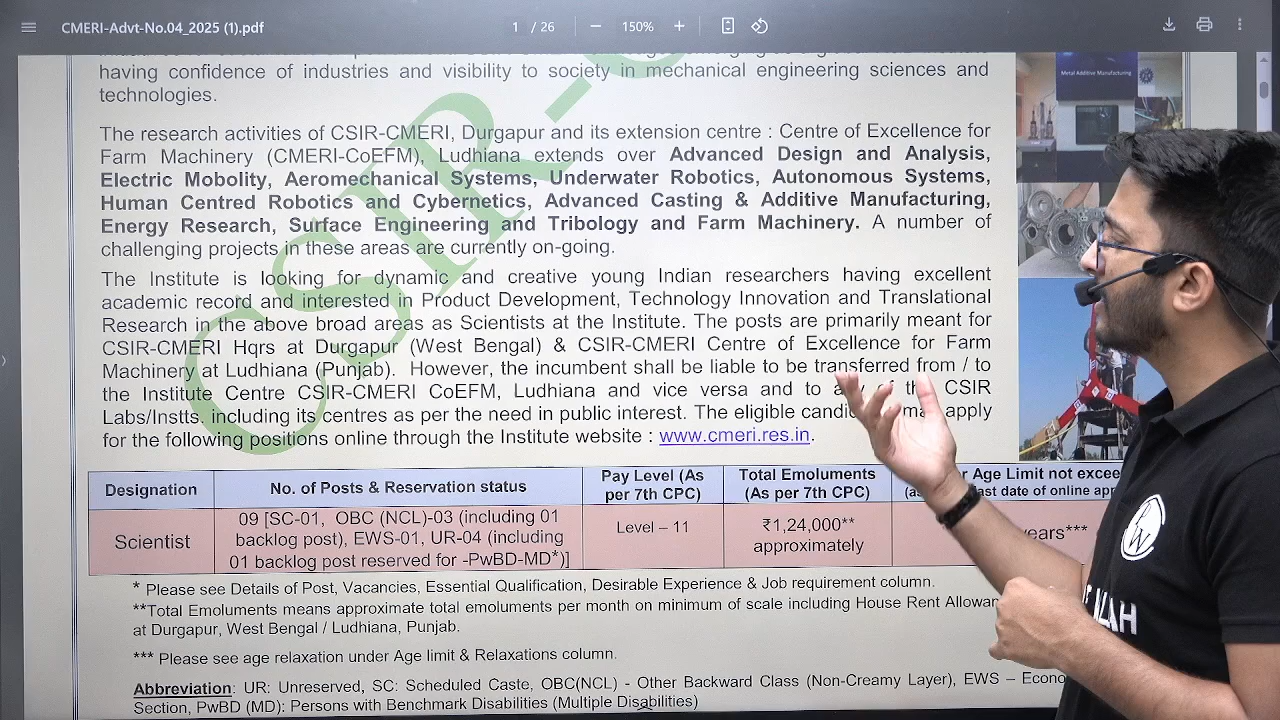 CMERI-Advt-No.04_2025 (1).pdf
1 / 26
150%
having confidence of industries and visibility to society in mechanical engineering sciences and
technologies.
Metal Additive Manufacturing
The research activities of CSIR-CMERI, Durgapur and its extension centre : Centre of Excellence for
Farm Machinery (CMERI-CoEFM), Ludhiana extends over Advanced Design and Analysis,
Electric Mobolity, Aeromechanical Systems, Underwater Robotics, Autonomous Systems,
Human Centred Robotics and Cybernetics, Advanced Casting & Additive Manufacturing,
Energy Research, Surface Engineering and Tribology and Farm Machinery. A number of
challenging projects in these areas are currently on-going.
The Institute is looking for dynamic and creative young Indian researchers having excellent
academic record and interested in Product Development, Technology Innovation and Translational
Research in the above broad areas as Scientists at the Institute. The posts are primarily meant for
CSIR-CMERI Hqrs at Durgapur (West Bengal) & CSIR-CMERI Centre of Excellence for Farm
Machinery at Ludhiana (Punjab). However, the incumbent shall be liable to be transferred from / to
the Institute Centre CSIR-CMERI CoEFM, Ludhiana and vice versa and to CSIR
Labs/Instts. including its centres as per the need in public interest. The eligible apply
for the following positions online through the Institute website : www.cmeri.res.in.
Designation
No. of Posts & Reservation status
Pay Level (As
per 7th CPC)
Total Emoluments
(As per 7th CPC)
Age Limit not excee
ast date of online app
Scientist
09 [SC-01, OBC (NCL)-03 (including 01
backlog post), EWS-01, UR-04 (including
01 backlog post reserved for -PwBD-MD*)]
Level – 11
₹1,24,000**
approximately
ears***
* Please see Details of Post, Vacancies, Essential Qualification, Desirable Experience & Job requirement column.
**Total Emoluments means approximate total emoluments per month on minimum of scale including House Rent Allowan
at Durgapur, West Bengal / Ludhiana, Punjab.
*** Please see age relaxation under Age limit & Relaxations column.
Abbreviation: UR: Unreserved, SC: Scheduled Caste, OBC(NCL) - Other Backward Class (Non-Creamy Layer), EWS – Econo
Section, PwBD (MD): Persons with Benchmark Disabilities (Multiple Disabilities)
CSIR-